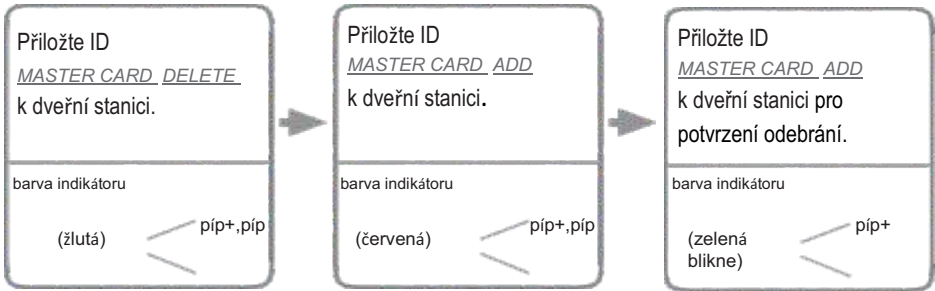 Přiložte ID
MASTER CARD DELETE
k dveřní stanici.
barva indikátoru
(žlutá)
píp+,píp
Přiložte ID
MASTER CARD ADD
k dveřní stanici.
barva indikátoru
(červená)
píp+,píp
Přiložte ID
MASTER CARD ADD
k dveřní stanici pro
potvrzení odebrání.
barva indikátoru
(zelená
blikne)
píp+